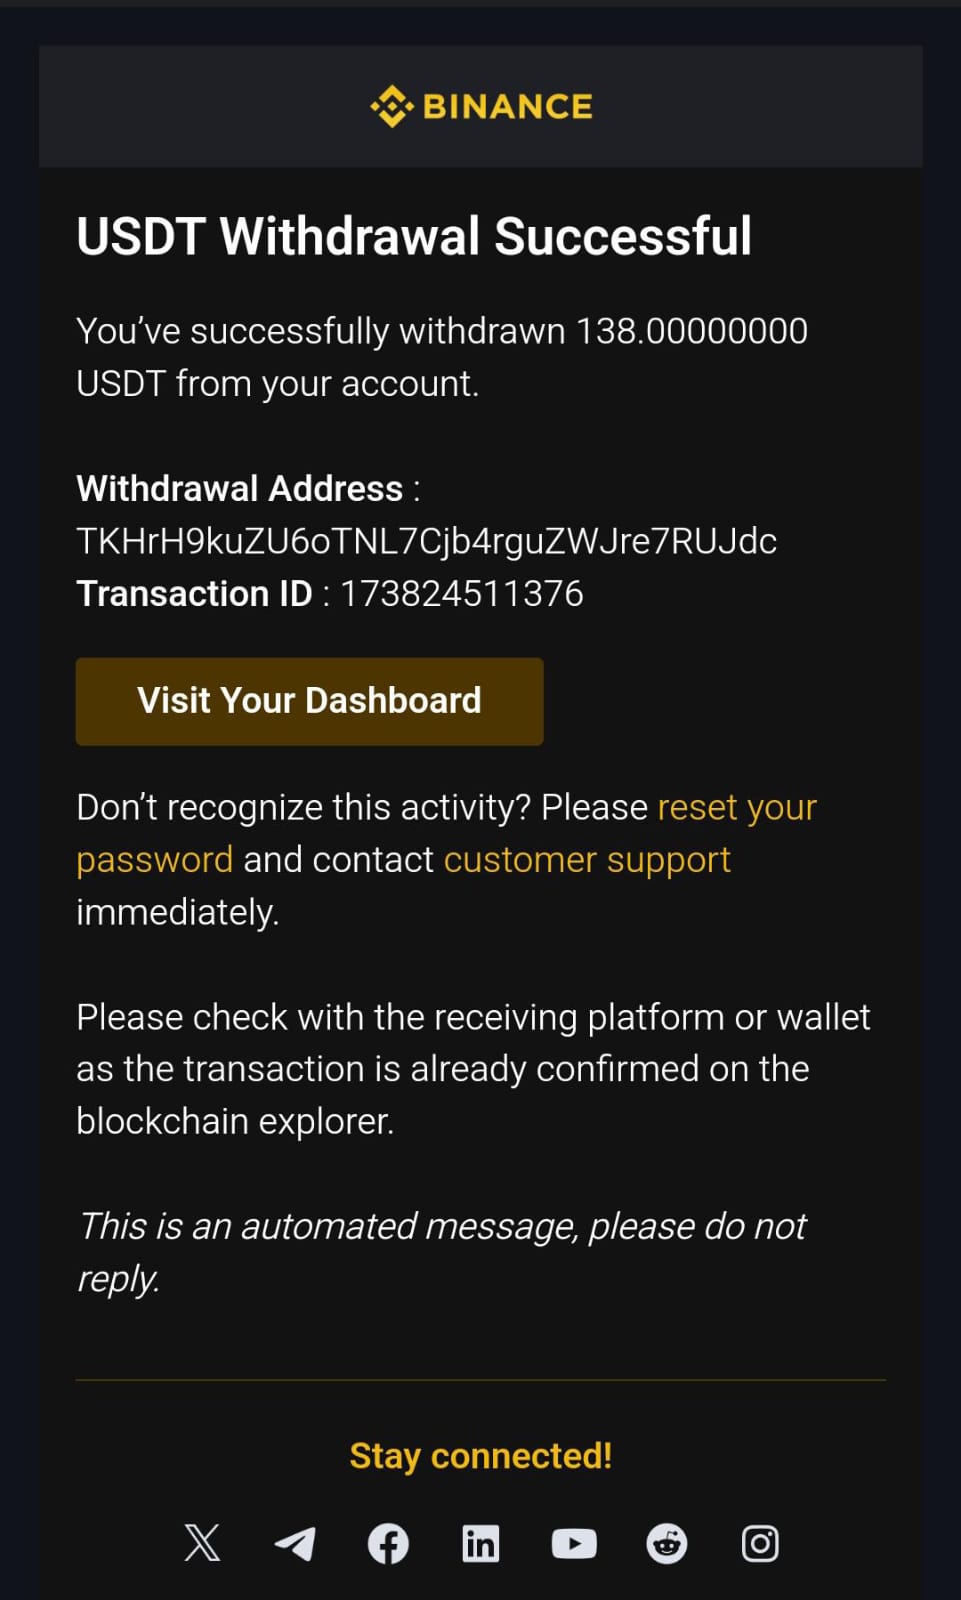 BINANCE
USDT Withdrawal Successful
You’ve successfully withdrawn 138.00000000
USDT from your account.
Withdrawal Address :
TKHrH9kuZU6oTNL7Cjb4rguZWJre7RUJdc
Transaction ID : 173824511376
Visit Your Dashboard
Don’t recognize this activity? Please reset your
password and contact customer support
immediately.
Please check with the receiving platform or wallet
as the transaction is already confirmed on the
blockchain explorer.
This is an automated message, please do not
reply.
Stay connected!